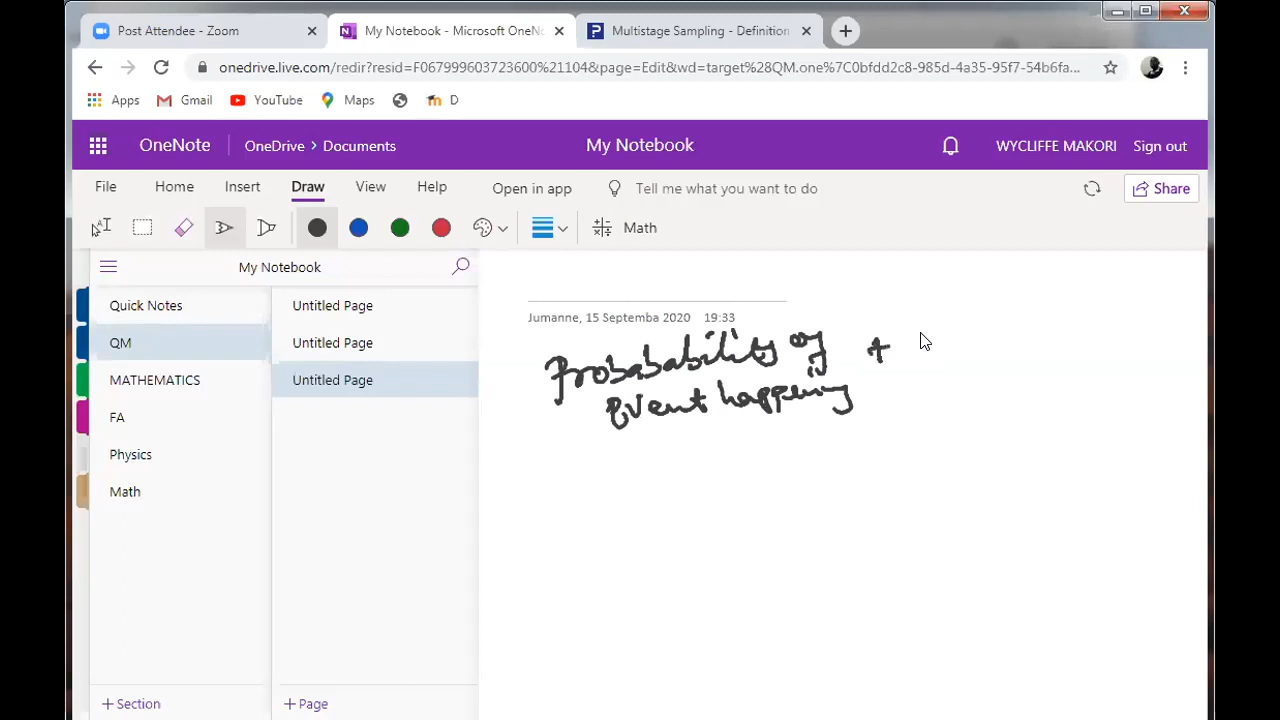 Post Attendee - Zoom
My Notebook - Microsoft OneNo
Multistage Sampling - Definition
onedrive.live.com/redir?resid=F067999603723600%21104&page=Edit&wd=target%28QM.one%7C0bfdd2c8-985d-4a35-95f7-54b6fa...
Apps Gmail YouTube Maps D
OneNote OneDrive > Documents My Notebook WYCLIFFE MAKORI Sign out
File Home Insert Draw View Help Open in app Tell me what you want to do Share
Math
My Notebook
Quick Notes
QM
MATHEMATICS
FA
Physics
Math
Untitled Page
Untitled Page
Untitled Page
+ Section
+ Page
Jumanne, 15 Septemba 2020 19:33
Probabability of +
event happening